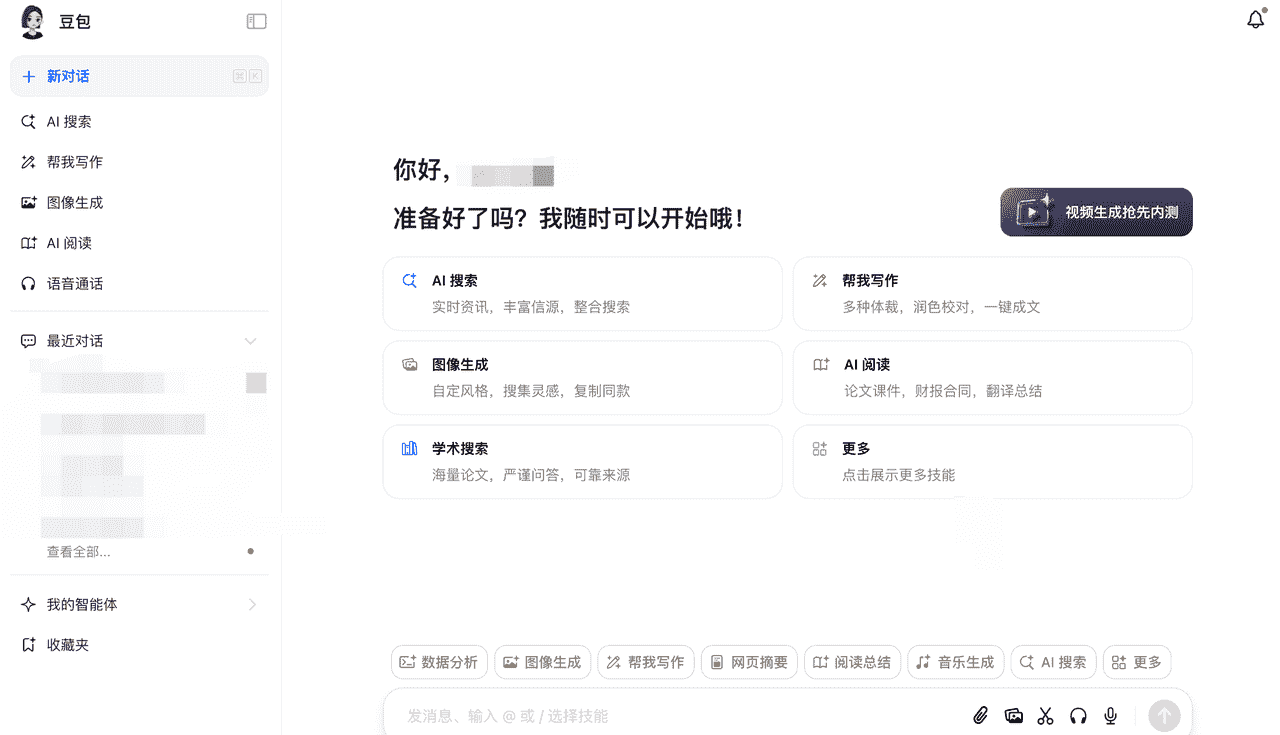 豆包
新对话
⌘ K
AI 搜索
帮我写作
图像生成
AI 阅读
语音通话
最近对话
查看全部...
我的智能体
收藏夹
你好，
准备好了吗？我随时可以开始哦！
视频生成抢先内测
AI 搜索
实时资讯，丰富信源，整合搜索
帮我写作
多种体裁，润色校对，一键成文
图像生成
自定风格，搜集灵感，复制同款
AI 阅读
论文课件，财报合同，翻译总结
学术搜索
海量论文，严谨问答，可靠来源
更多
点击展示更多技能
数据分析 图像生成 帮我写作 网页摘要 阅读总结 音乐生成 AI 搜索 更多
发消息、输入 @ 或 / 选择技能